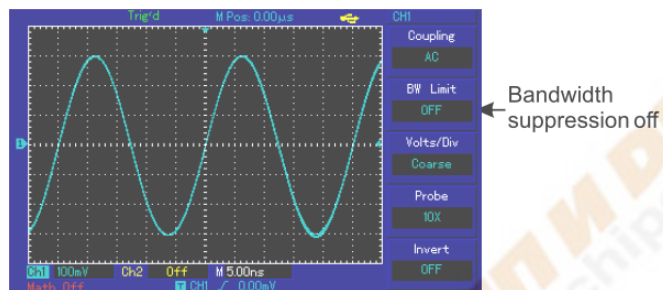 Trig'd M Pos: 0.00μs CH1
Coupling
AC
BW Limit
OFF
Bandwidth
suppression off
1
Volts/Div
Coarse
Probe
10X
Invert
OFF
Ch1 100mV Ch2 Off M 5.00ns
Math Off T CH1 0.00mV